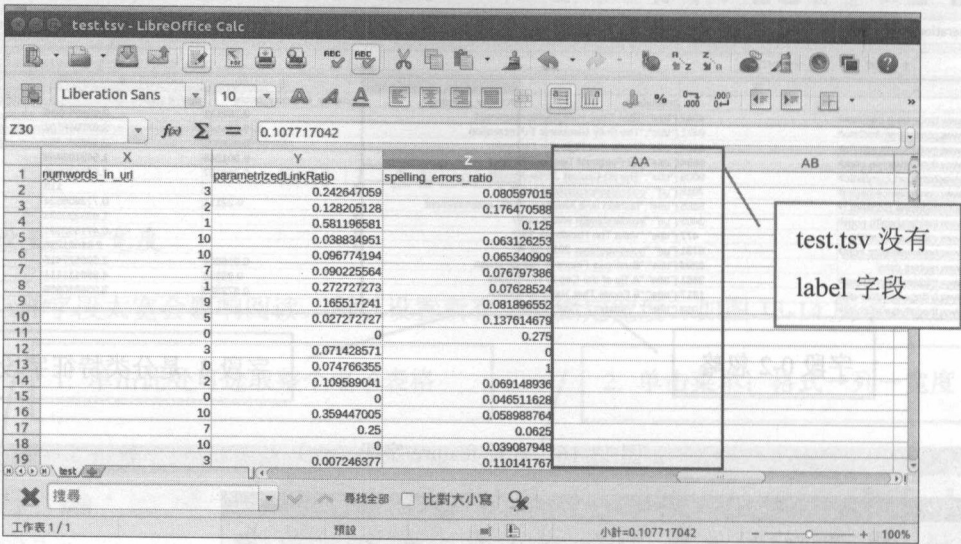 test.tsv - LibreOffice Calc
Liberation Sans 10
Z30 f(x) Σ = 0.107717042
X Y Z AA AB
1 numwords_in_url parametrizedLinkRatio spelling_errors_ratio
2 3 0.242647059 0.080597015
3 2 0.128205128 0.176470588
4 1 0.581196581 0.125
5 10 0.038834951 0.063126253
6 10 0.096774194 0.065340909
7 7 0.090225564 0.076797386
8 1 0.272727273 0.07628524
9 9 0.165517241 0.081896552
10 5 0.027272727 0.137614679
11 0 0 0.275
12 3 0.071428571 0
13 0 0.074766355 1
14 2 0.109589041 0.069148936
15 0 0 0.046511628
16 10 0.359447005 0.058988764
17 7 0.25 0.0625
18 10 0 0.039087948
19 3 0.007246377 0.110141767
test.tsv 没有
label 字段
test
搜尋 尋找全部 比對大小寫
工作表 1 / 1 預設 小計=0.107717042 100%